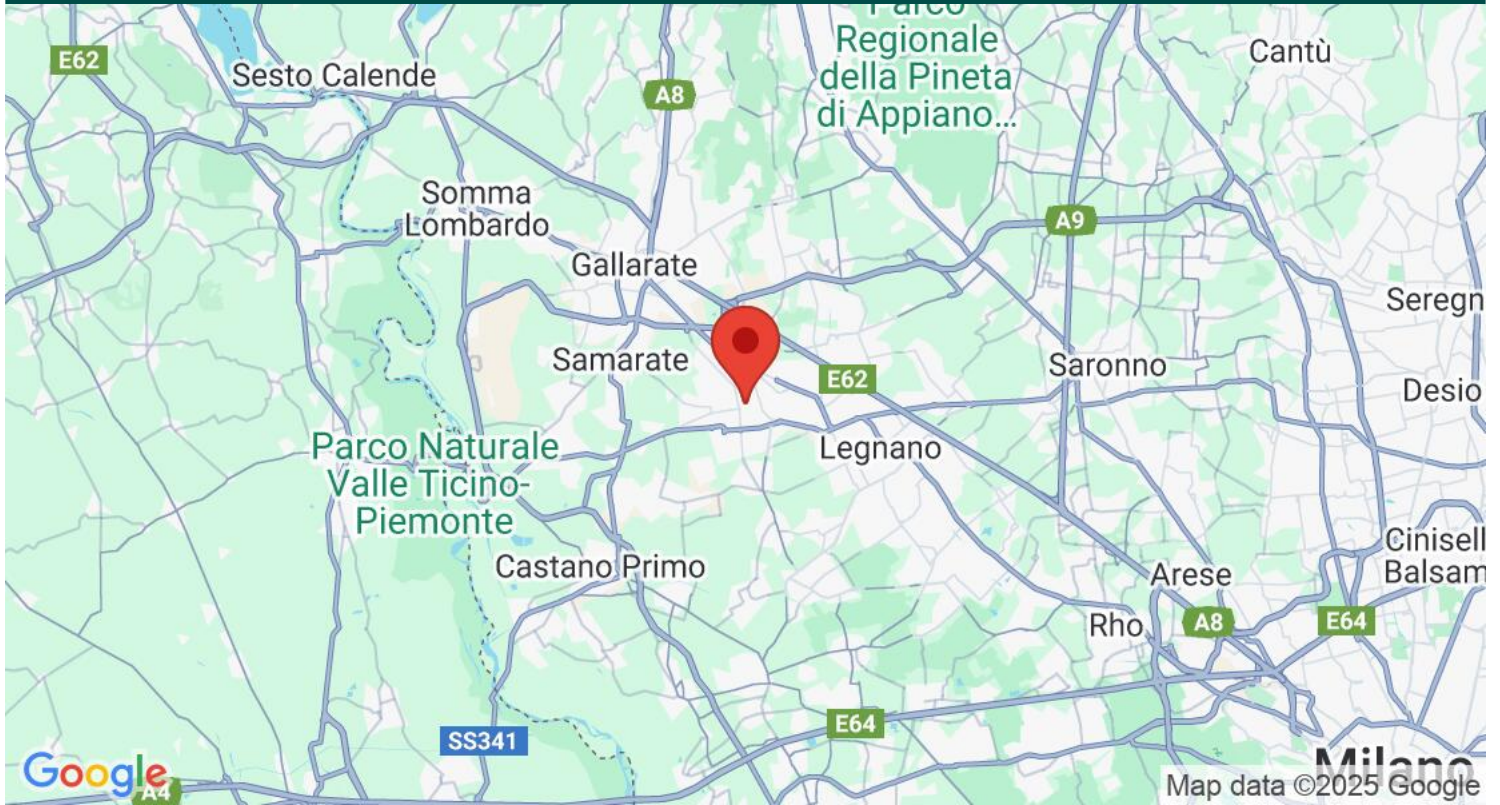 Parco
Regionale
della Pineta
di Appiano...
Cantù
E62
Sesto Calende
A8
Somma
Lombardo
A9
Gallarate
Seregn
Samarate
E62
Saronno
Desio
Parco Naturale
Valle Ticino-
Piemonte
Legnano
Castano Primo
Cinisell
Balsam
Arese
Rho
A8
E64
E64
SS341
Milano
Google
A4
Map data ©2025 Google